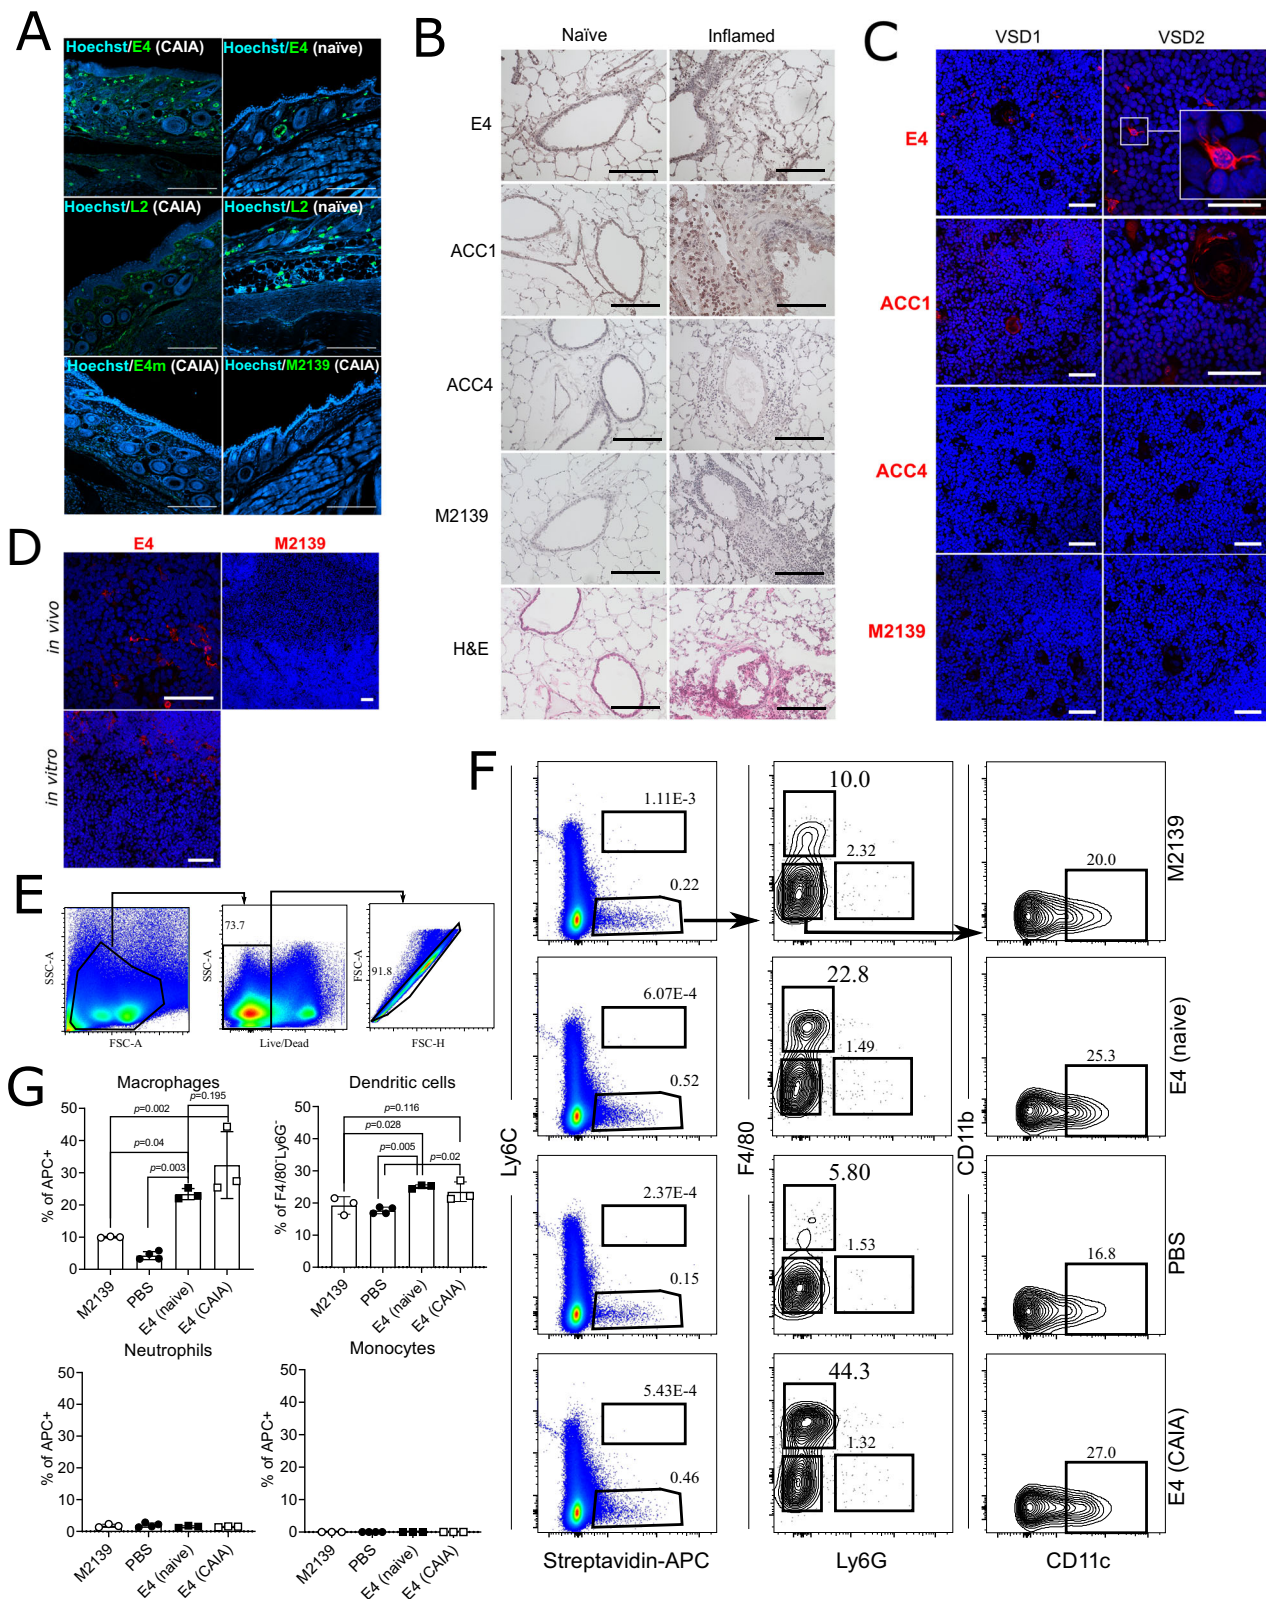 A
Hoechst/E4 (CAIA)
Hoechst/E4 (naïve)
Hoechst/L2 (CAIA)
Hoechst/L2 (naïve)
Hoechst/E4m (CAIA)
Hoechst/M2139 (CAIA)
B
Naïve
Inflamed
E4
ACC1
ACC4
M2139
H&E
C
VSD1
VSD2
E4
ACC1
ACC4
M2139
D
E4
M2139
in vivo
in vitro
E
SSC-A
FSC-A
73.7
SSC-A
Live/Dead
91.8
FSC-A
FSC-H
F
Ly6C
F4/80
CD11b
1.11E-3
0.22
10.0
2.32
20.0
M2139
6.07E-4
0.52
22.8
1.49
25.3
E4 (naive)
2.37E-4
0.15
5.80
1.53
16.8
PBS
5.43E-4
0.46
44.3
1.32
27.0
E4 (CAIA)
Streptavidin-APC
Ly6G
CD11c
G
Macrophages
% of APC+
50
40
30
20
10
0
p=0.195
p=0.002
p=0.04
p=0.003
M2139
PBS
E4 (naive)
E4 (CAIA)
Dendritic cells
% of F4/80-Ly6G-
50
40
30
20
10
0
p=0.116
p=0.028
p=0.005
p=0.02
M2139
PBS
E4 (naive)
E4 (CAIA)
Neutrophils
% of APC+
50
40
30
20
10
0
M2139
PBS
E4 (naive)
E4 (CAIA)
Monocytes
% of APC+
50
40
30
20
10
0
M2139
PBS
E4 (naive)
E4 (CAIA)